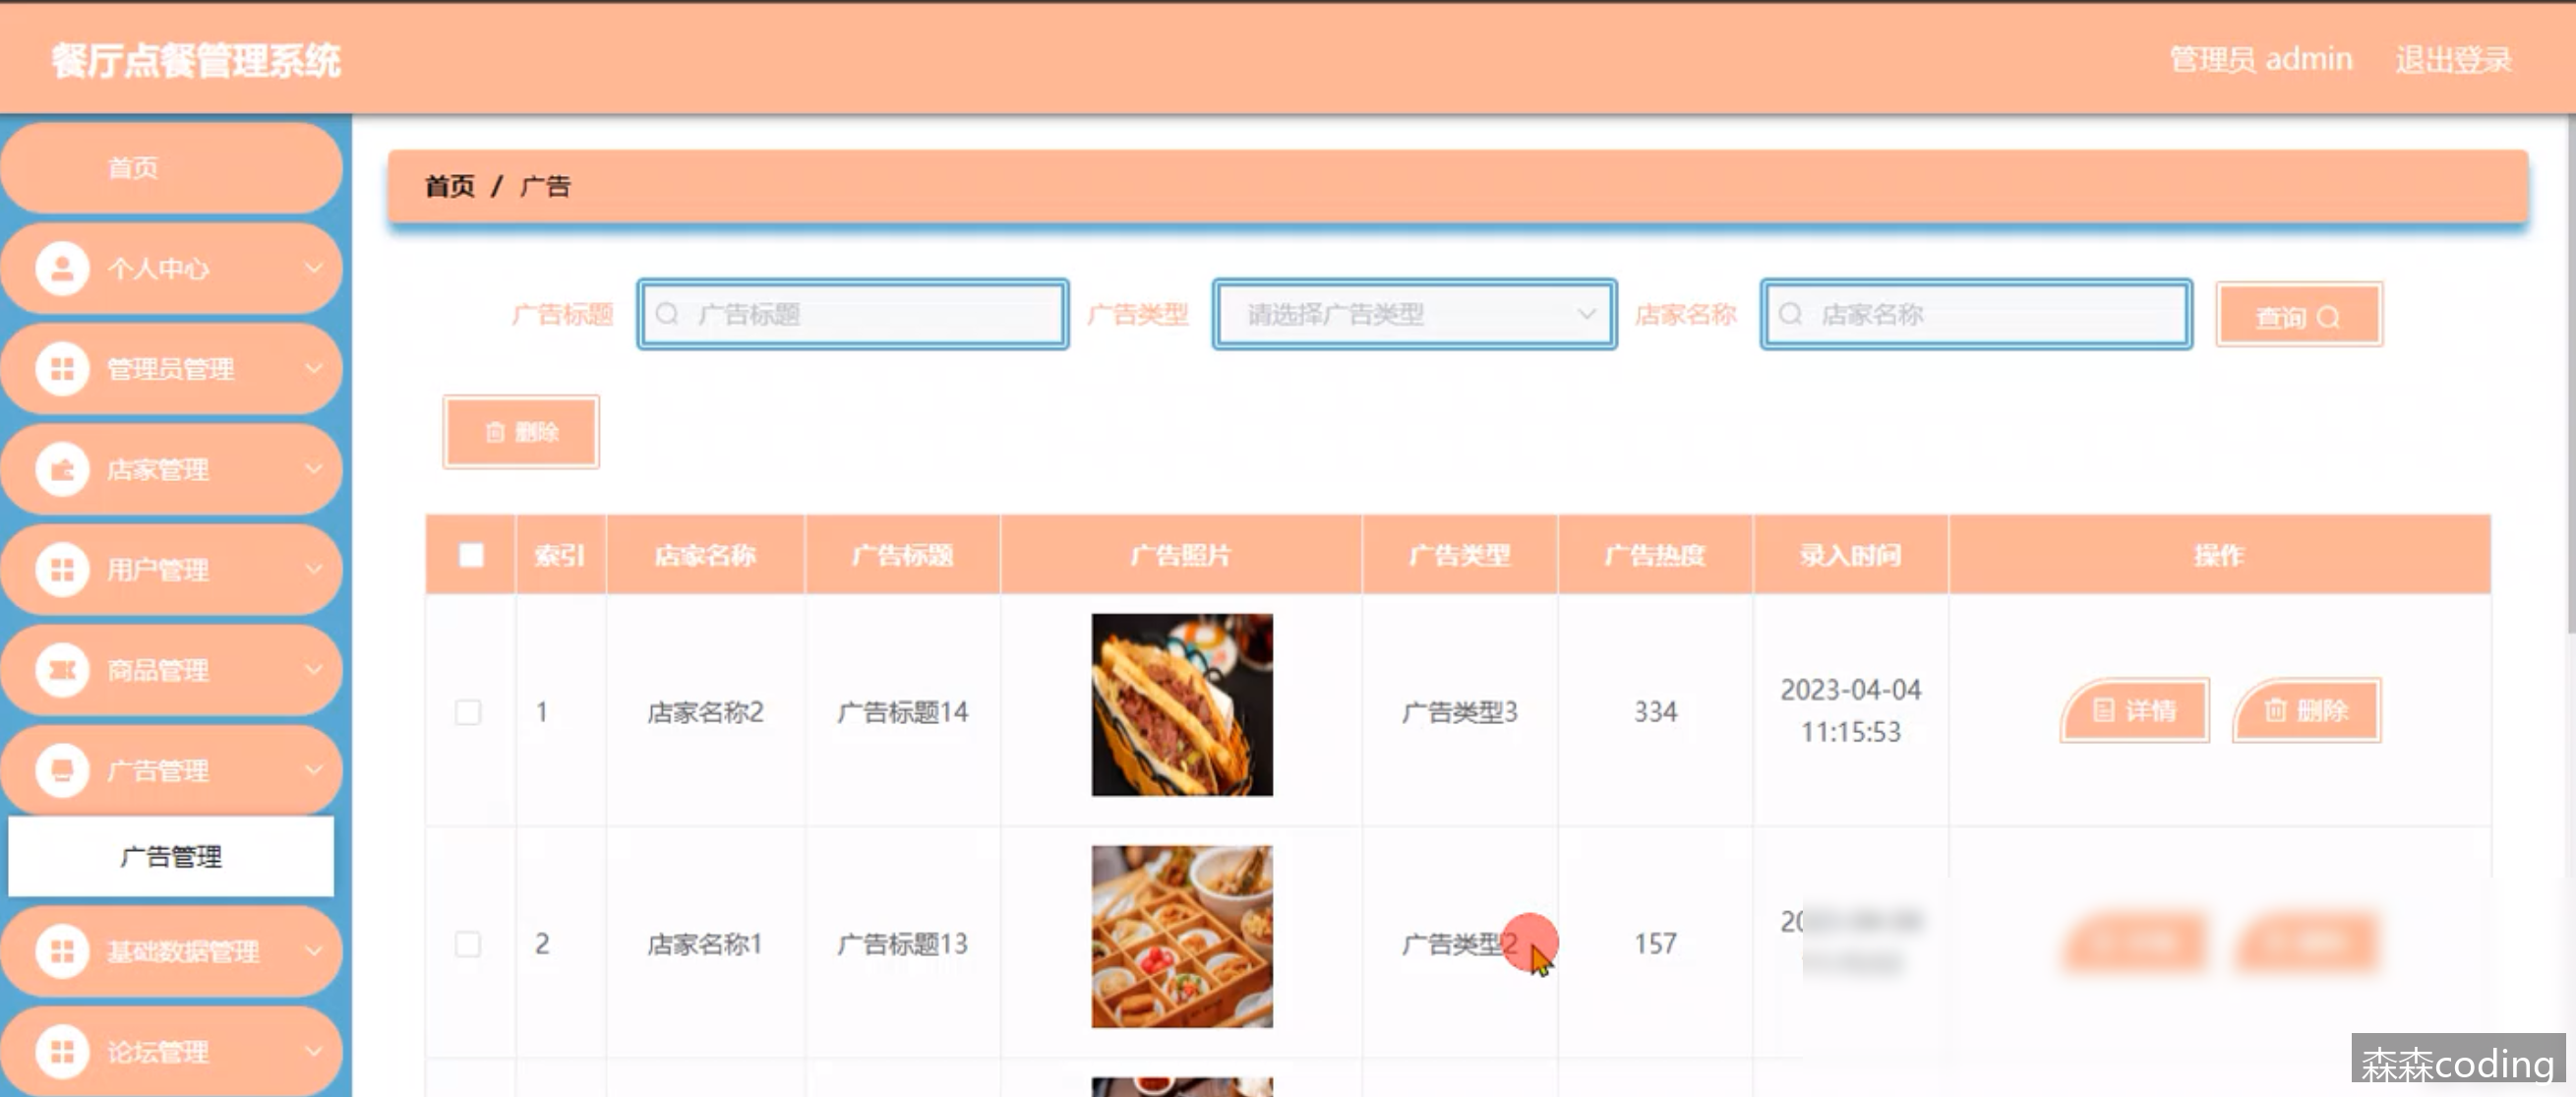 餐厅点餐管理系统
管理员 admin
退出登录
首页
个人中心
管理员管理
店家管理
用户管理
商品管理
广告管理
广告管理
基础数据管理
论坛管理
首页 / 广告
广告标题 广告标题 广告类型 请选择广告类型 店家名称 店家名称 查询
删除
索引 店家名称 广告标题 广告照片 广告类型 广告热度 录入时间 操作
1 店家名称2 广告标题14 广告类型3 334 2023-04-04 11:15:53 详情 删除
2 店家名称1 广告标题13 广告类型2 157
森森coding